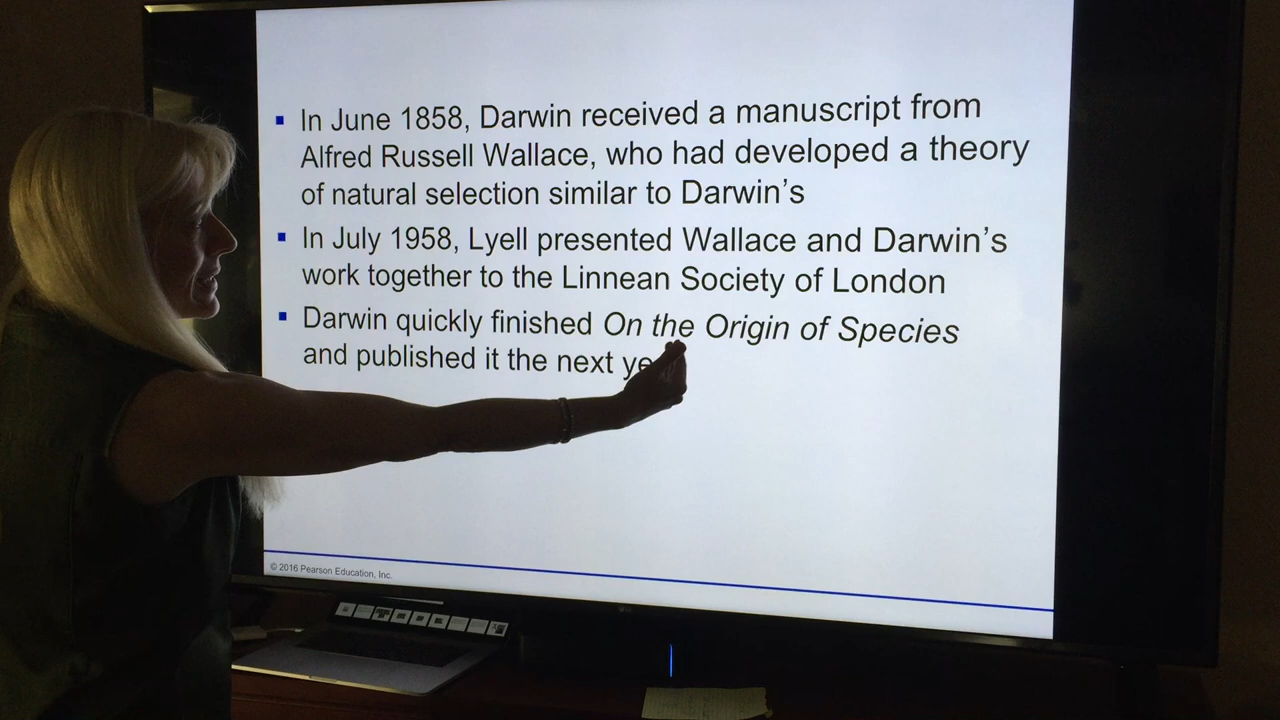 ▪ In June 1858, Darwin received a manuscript from
Alfred Russell Wallace, who had developed a theory
of natural selection similar to Darwin's
▪ In July 1958, Lyell presented Wallace and Darwin's
work together to the Linnean Society of London
▪ Darwin quickly finished On the Origin of Species
and published it the next
© 2016 Pearson Education, Inc.
LG